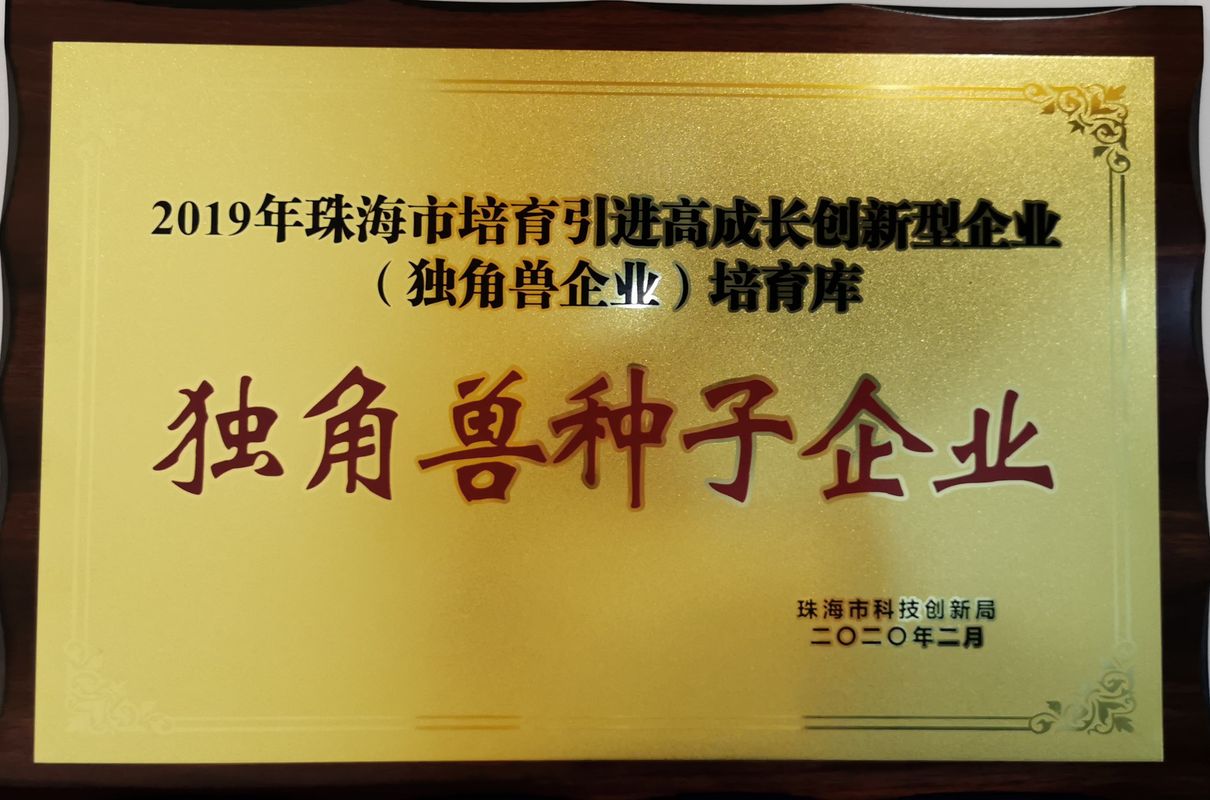 2019年珠海市培育引进高成长创新型企业
（独角兽企业）培育库
独角兽种子企业
珠海市科技创新局
二〇二〇年二月